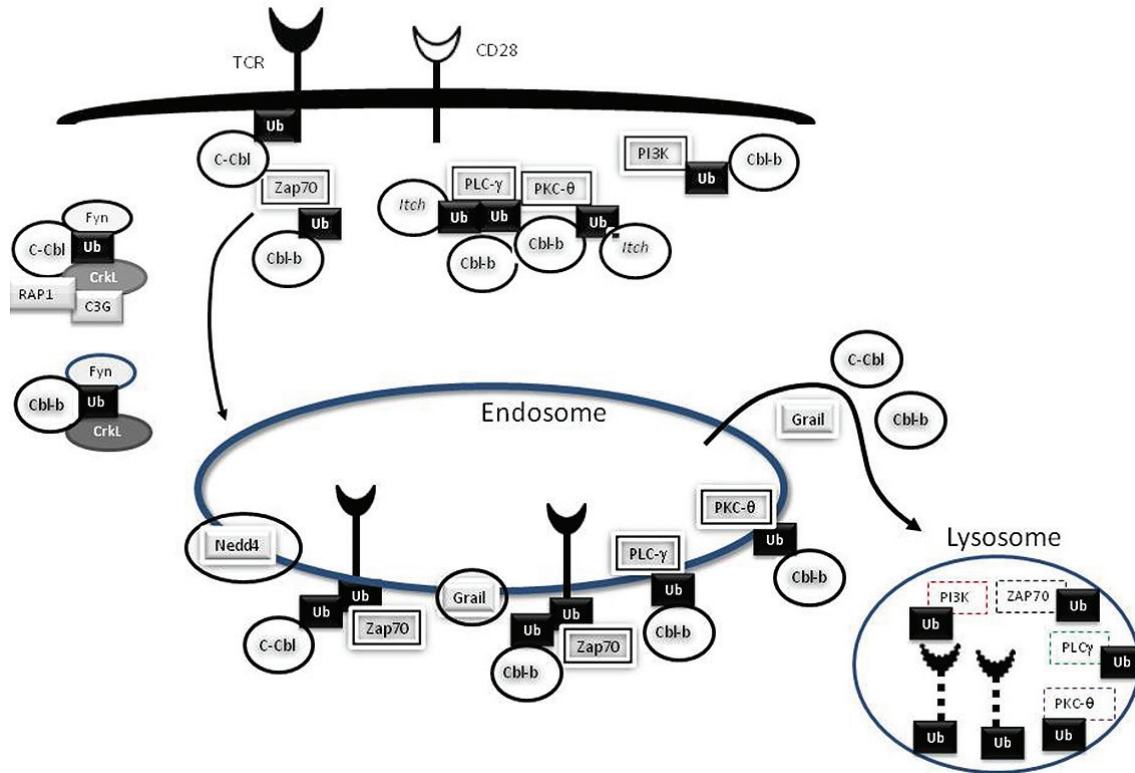 TCR
CD28
Ub
C-Cbl
Zap70
Ub
Cbl-b
Itch
PLC-γ
PKC-θ
Ub
Ub
Ub
Cbl-b
Cbl-b
Itch
PI3K
Ub
Cbl-b
Fyn
C-Cbl
Ub
CrkL
RAP1
C3G
Fyn
Cbl-b
Ub
CrkL
Endosome
C-Cbl
Grail
Cbl-b
Nedd4
Ub
Ub
C-Cbl
Zap70
Grail
Ub
Ub
Cbl-b
Zap70
PLC-γ
Ub
Cbl-b
PKC-θ
Ub
Cbl-b
Lysosome
PI3K
Ub
ZAP70
Ub
PLCγ
Ub
PKC-θ
Ub
Ub
Ub